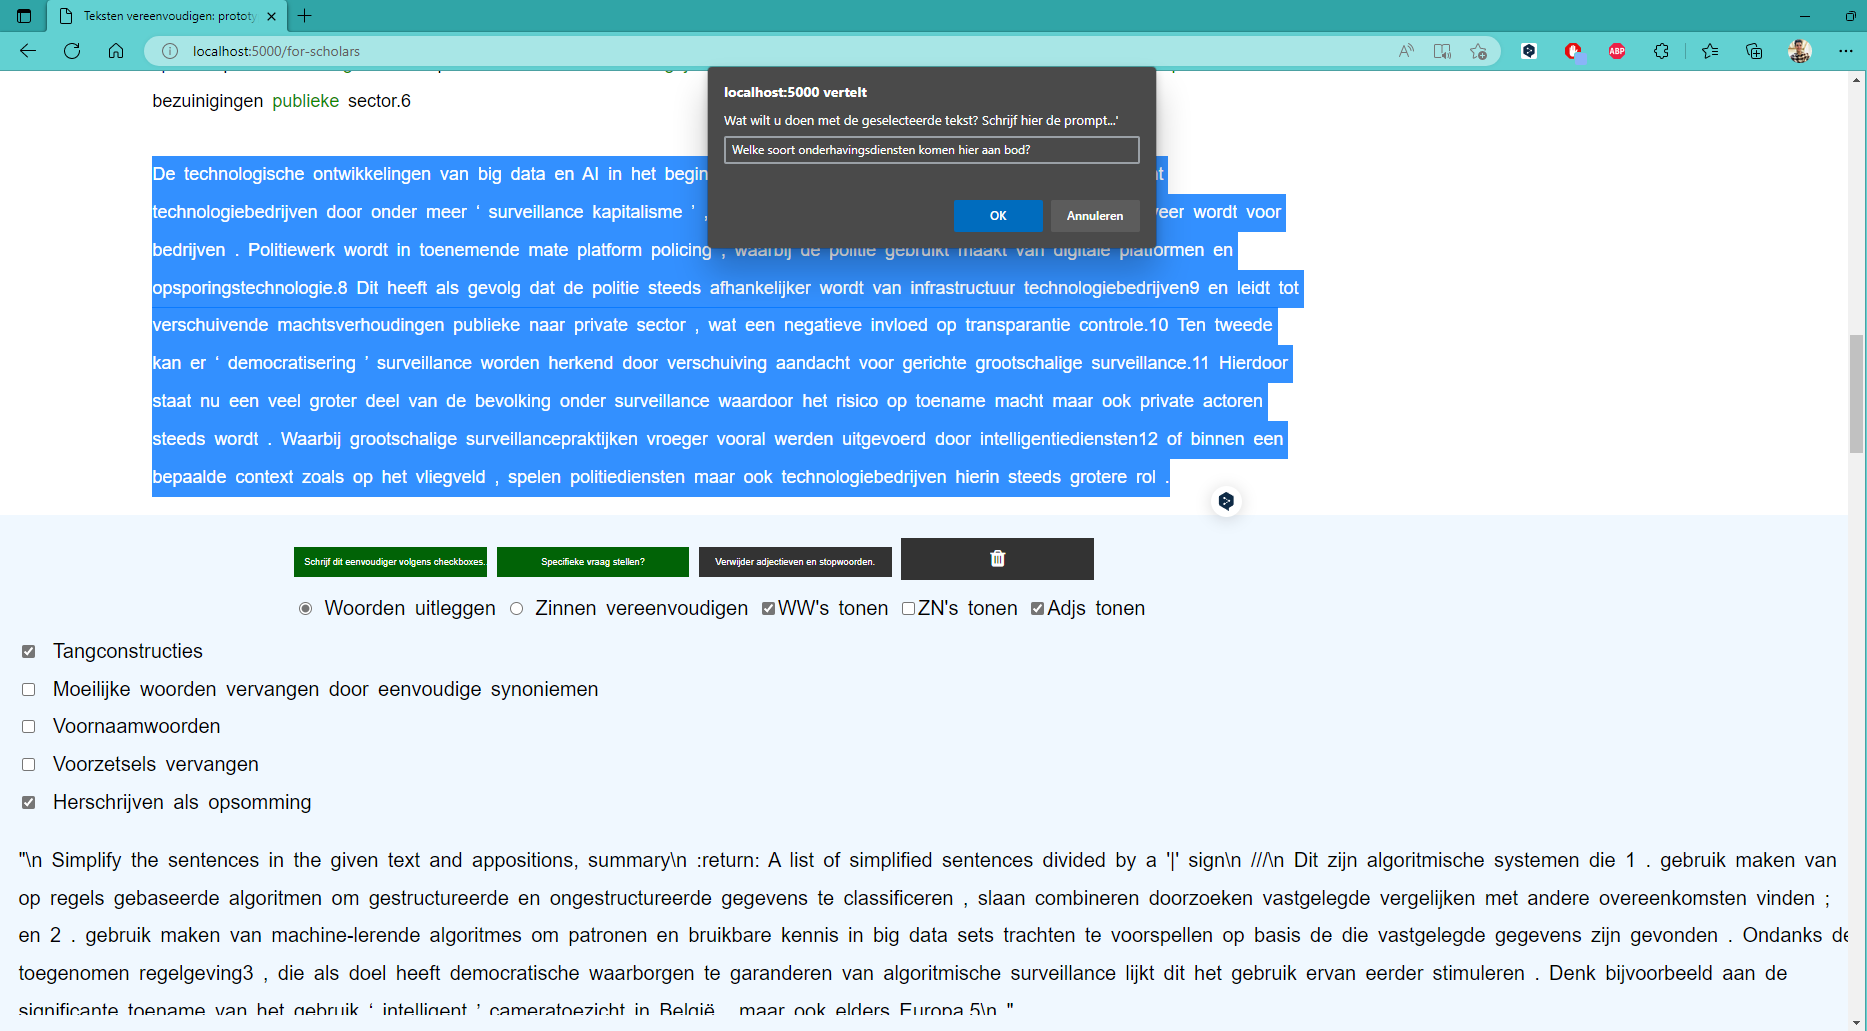 Teksten vereenvoudigen: prototy
localhost:5000/for-scholars
ABP
bezuinigingen publieke sector.6
localhost:5000 vertelt
Wat wilt u doen met de geselecteerde tekst? Schrijf hier de prompt...'
Welke soort onderhavingsdiensten komen hier aan bod?
OK
Annuleren
De technologische ontwikkelingen van big data en AI in het begin
technologiebedrijven door onder meer ‘ surveillance kapitalisme ’ , wordt voor
bedrijven . Politiewerk wordt in toenemende mate platform policing , waarbij de politie gebruikt maakt van digitale platformen en
opsporingstechnologie.8 Dit heeft als gevolg dat de politie steeds afhankelijker wordt van infrastructuur technologiebedrijven9 en leidt tot
verschuivende machtsverhoudingen publieke naar private sector , wat een negatieve invloed op transparantie controle.10 Ten tweede
kan er ‘ democratisering ’ surveillance worden herkend door verschuiving aandacht voor gerichte grootschalige surveillance.11 Hierdoor
staat nu een veel groter deel van de bevolking onder surveillance waardoor het risico op toename macht maar ook private actoren
steeds wordt . Waarbij grootschalige surveillancepraktijken vroeger vooral werden uitgevoerd door intelligentiediensten12 of binnen een
bepaalde context zoals op het vliegveld , spelen politiediensten maar ook technologiebedrijven hierin steeds grotere rol .
Schrijf dit eenvoudiger volgens checkboxes.
Specifieke vraag stellen?
Verwijder adjectieven en stopwoorden.
Woorden uitleggen Zinnen vereenvoudigen WW's tonen ZN's tonen Adjs tonen
Tangconstructies
Moeilijke woorden vervangen door eenvoudige synoniemen
Voornaamwoorden
Voorzetsels vervangen
Herschrijven als opsomming
"\n Simplify the sentences in the given text and appositions, summary\n :return: A list of simplified sentences divided by a '|' sign\n ///\n Dit zijn algoritmische systemen die 1 . gebruik maken van
op regels gebaseerde algoritmen om gestructureerde en ongestructureerde gegevens te classificeren , slaan combineren doorzoeken vastgelegde vergelijken met andere overeenkomsten vinden ;
en 2 . gebruik maken van machine-lerende algoritmes om patronen en bruikbare kennis in big data sets trachten te voorspellen op basis de die vastgelegde gegevens zijn gevonden . Ondanks de
toegenomen regelgeving3 , die als doel heeft democratische waarborgen te garanderen van algoritmische surveillance lijkt dit het gebruik ervan eerder stimuleren . Denk bijvoorbeeld aan de
significante toename van het gebruik ‘ intelligent ’ cameratoezicht in België , maar ook elders Europa.5\n "